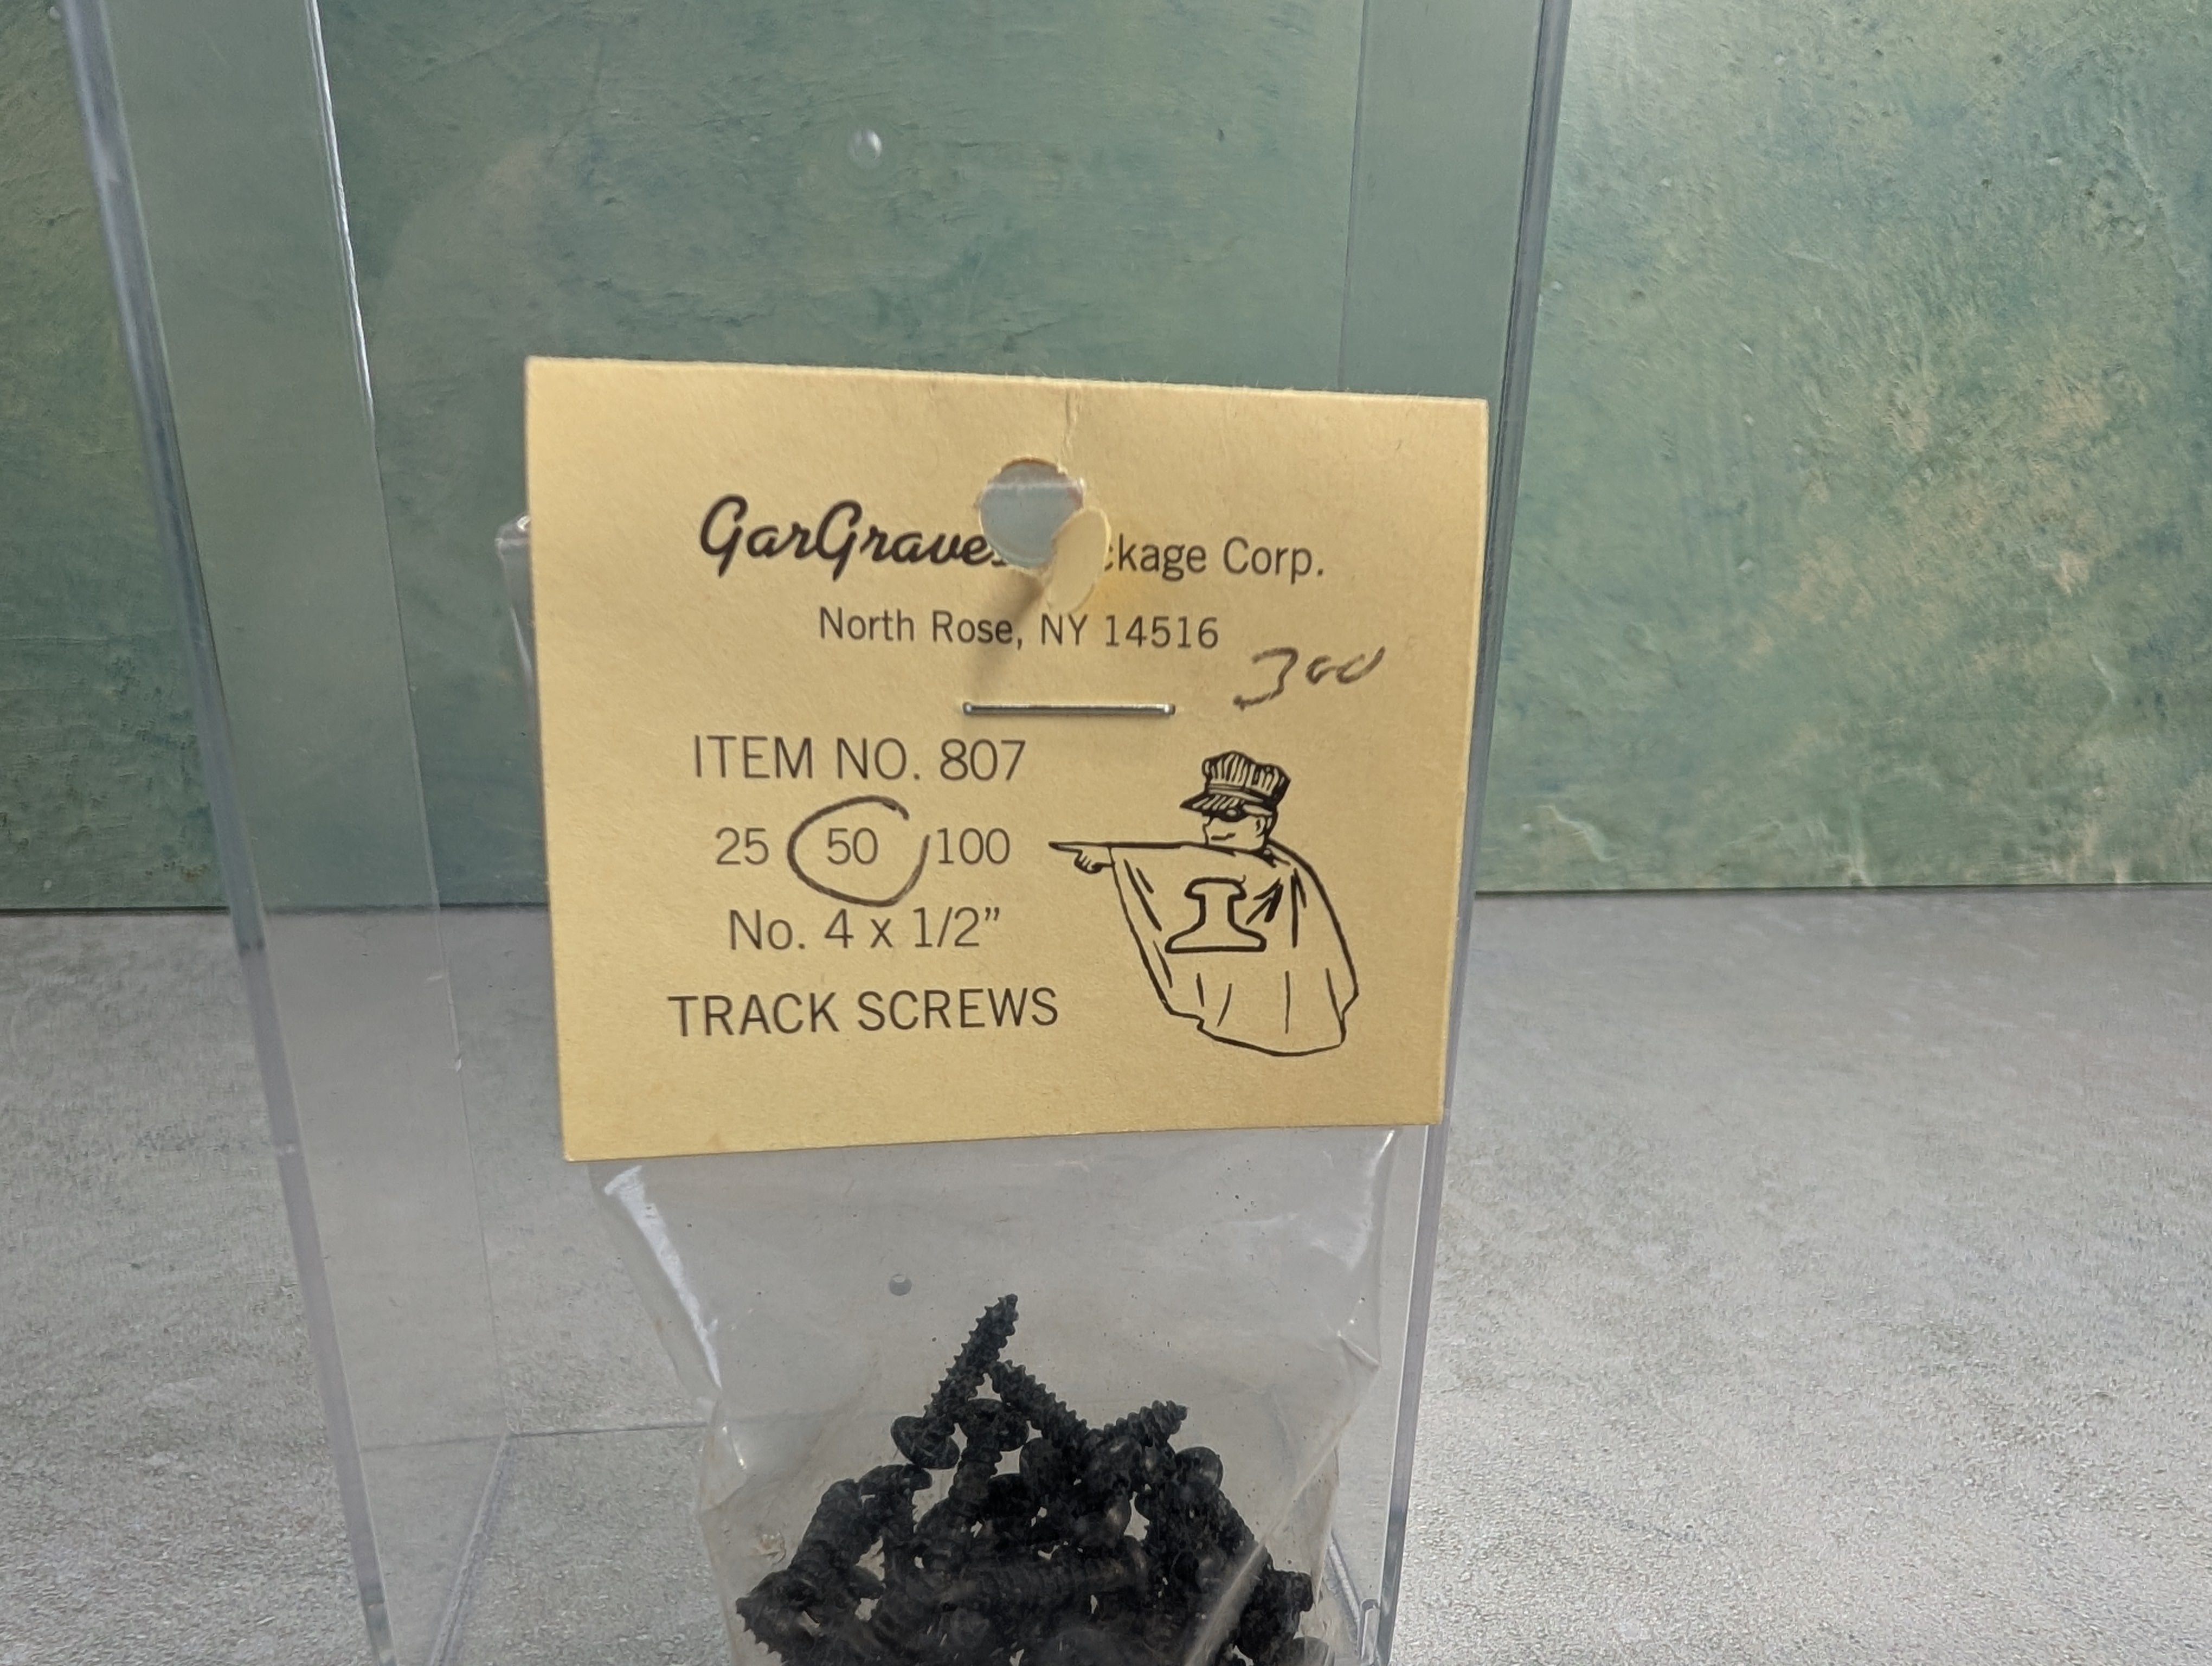 GarGraves ckage Corp.
North Rose, NY 14516
300
ITEM NO. 807
25 50 100
No. 4 x 1/2”
TRACK SCREWS